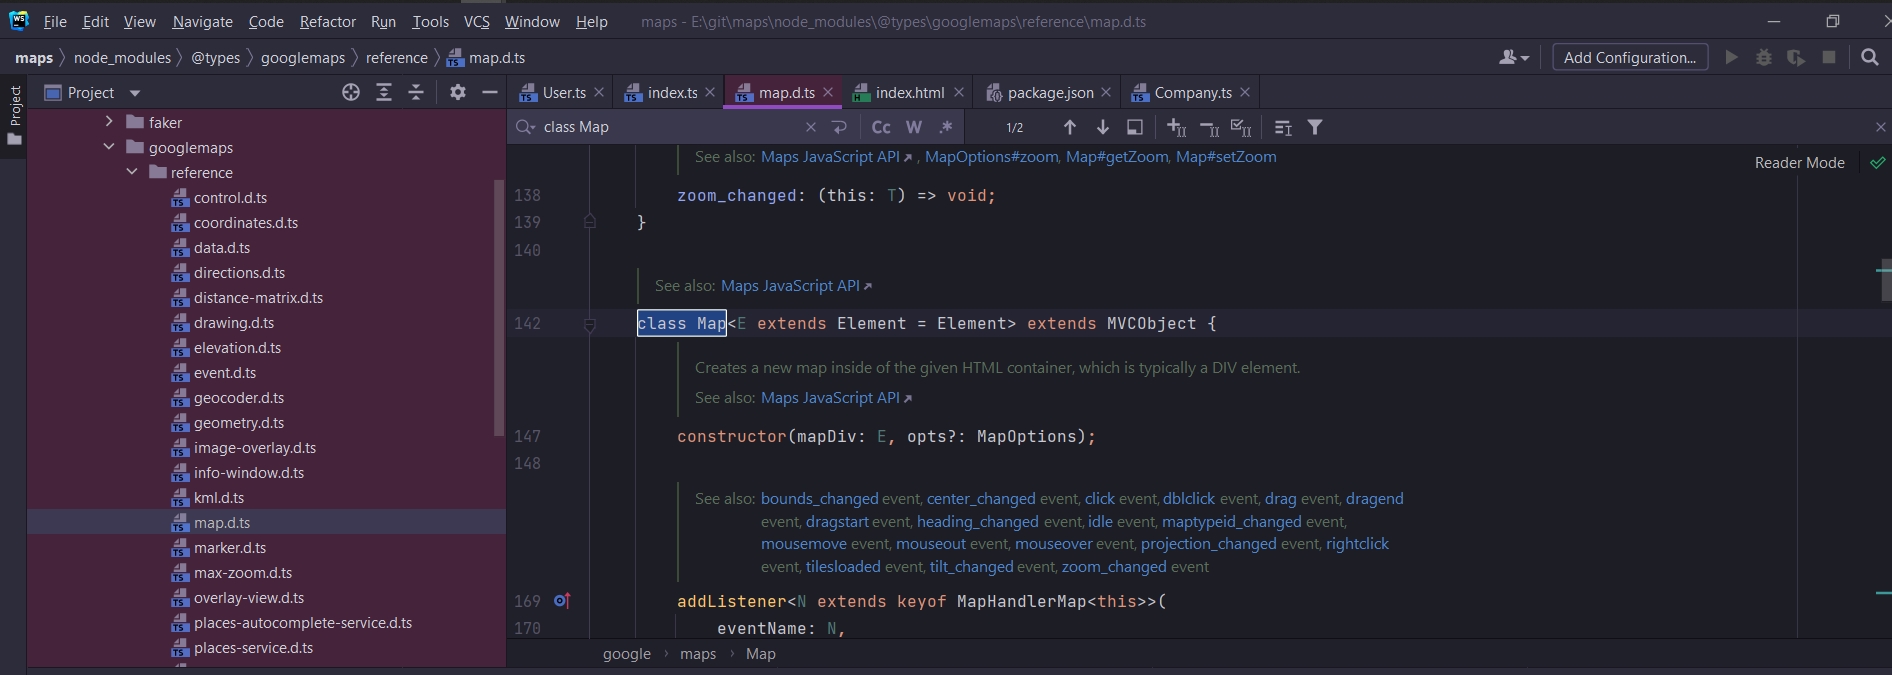 WS File Edit View Navigate Code Refactor Run Tools VCS Window Help maps - E:\git\maps\node_modules\@types\googlemaps\reference\map.d.ts
maps node_modules @types googlemaps reference map.d.ts Add Configuration...
Project
Project
User.ts index.ts map.d.ts index.html package.json Company.ts
faker
googlemaps
reference
control.d.ts
coordinates.d.ts
data.d.ts
directions.d.ts
distance-matrix.d.ts
drawing.d.ts
elevation.d.ts
event.d.ts
geocoder.d.ts
geometry.d.ts
image-overlay.d.ts
info-window.d.ts
kml.d.ts
map.d.ts
marker.d.ts
max-zoom.d.ts
overlay-view.d.ts
places-autocomplete-service.d.ts
places-service.d.ts
class Map Cc W .* 1/2
Reader Mode
See also: Maps JavaScript API , MapOptions#zoom, Map#getZoom, Map#setZoom
138 zoom_changed: (this: T) => void;
139 }
140
See also: Maps JavaScript API
142 class Map<E extends Element = Element> extends MVCObject {
Creates a new map inside of the given HTML container, which is typically a DIV element.
See also: Maps JavaScript API
147 constructor(mapDiv: E, opts?: MapOptions);
148
See also: bounds_changed event, center_changed event, click event, dblclick event, drag event, dragend
event, dragstart event, heading_changed event, idle event, maptypeid_changed event,
mousemove event, mouseout event, mouseover event, projection_changed event, rightclick
event, tilesloaded event, tilt_changed event, zoom_changed event
169 addListener<N extends keyof MapHandlerMap<this>>(
170 eventName: N,
google maps Map